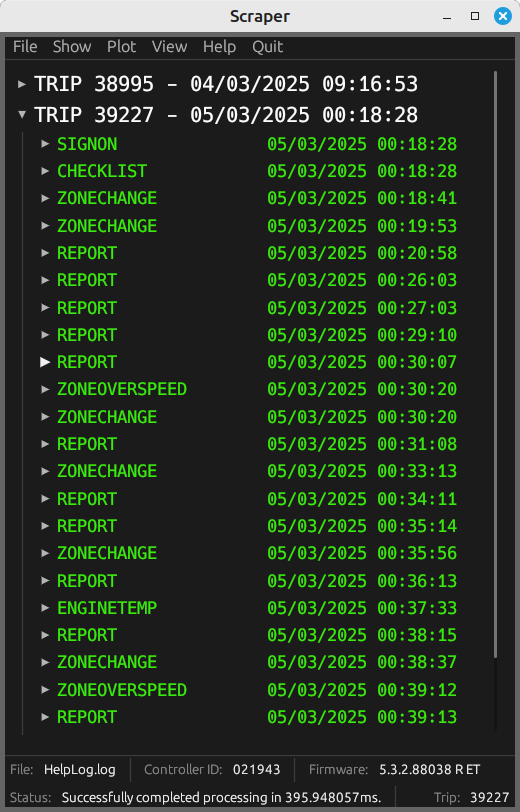 Scraper
File Show Plot View Help Quit
TRIP 38995 - 04/03/2025 09:16:53
TRIP 39227 - 05/03/2025 00:18:28
SIGNON 05/03/2025 00:18:28
CHECKLIST 05/03/2025 00:18:28
ZONECHANGE 05/03/2025 00:18:41
ZONECHANGE 05/03/2025 00:19:53
REPORT 05/03/2025 00:20:58
REPORT 05/03/2025 00:26:03
REPORT 05/03/2025 00:27:03
REPORT 05/03/2025 00:29:10
REPORT 05/03/2025 00:30:07
ZONEOVERSPEED 05/03/2025 00:30:20
ZONECHANGE 05/03/2025 00:30:20
REPORT 05/03/2025 00:31:08
ZONECHANGE 05/03/2025 00:33:13
REPORT 05/03/2025 00:34:11
REPORT 05/03/2025 00:35:14
ZONECHANGE 05/03/2025 00:35:56
REPORT 05/03/2025 00:36:13
ENGINETEMP 05/03/2025 00:37:33
REPORT 05/03/2025 00:38:15
ZONECHANGE 05/03/2025 00:38:37
ZONEOVERSPEED 05/03/2025 00:39:12
REPORT 05/03/2025 00:39:13
File: HelpLog.log Controller ID: 021943 Firmware: 5.3.2.88038 R ET
Status: Successfully completed processing in 395.948057ms. Trip: 39227